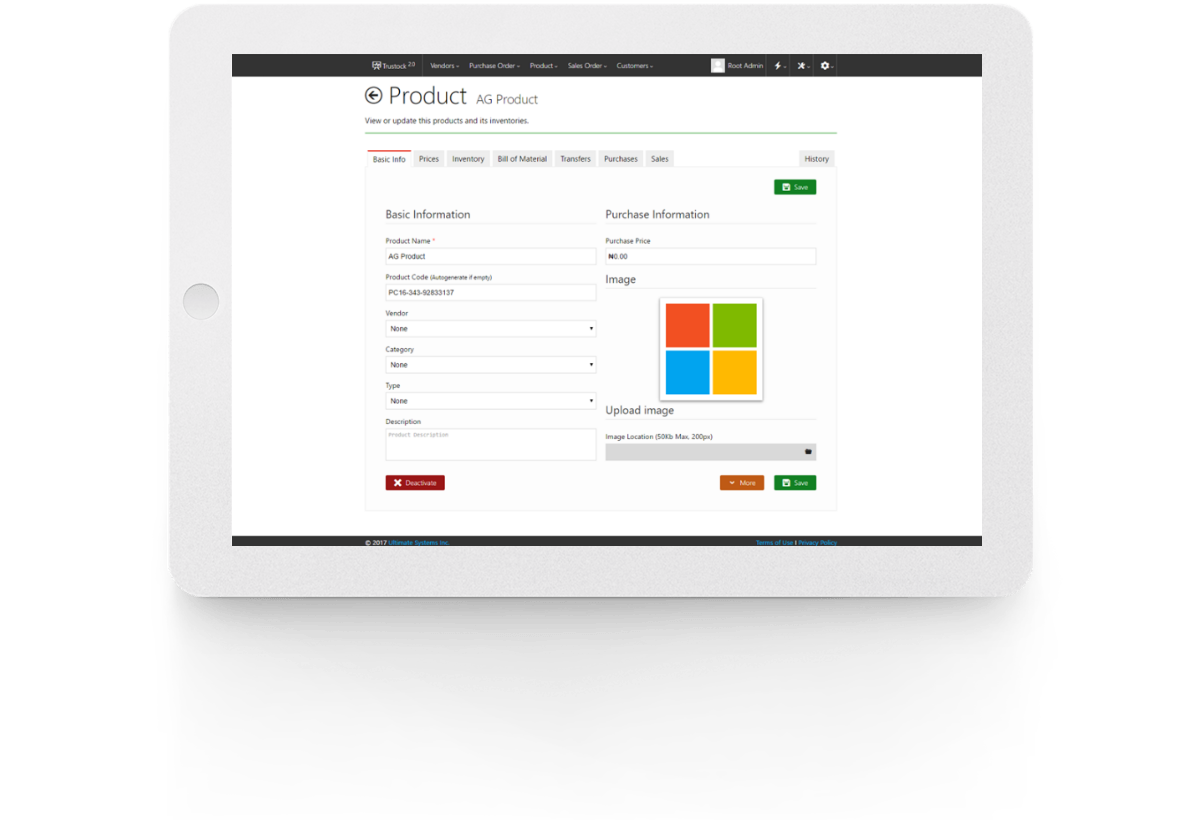 Trustock 2.0 Vendors Purchase Order Product Sales Order Customers Root Admin
Product AG Product
View or update this products and its inventories.
Basic Info Prices Inventory Bill of Material Transfers Purchases Sales History
Save
Basic Information Purchase Information
Product Name * Purchase Price
AG Product ₦0.00
Product Code (Autogenerate if empty) Image
PC16-343-92833137
Vendor
None
Category
None
Type
None
Upload image
Description
Product Description
Image Location (50Kb Max, 200px)
Deactivate More Save
© 2017 Ultimate Systems Inc. Terms of Use | Privacy Policy